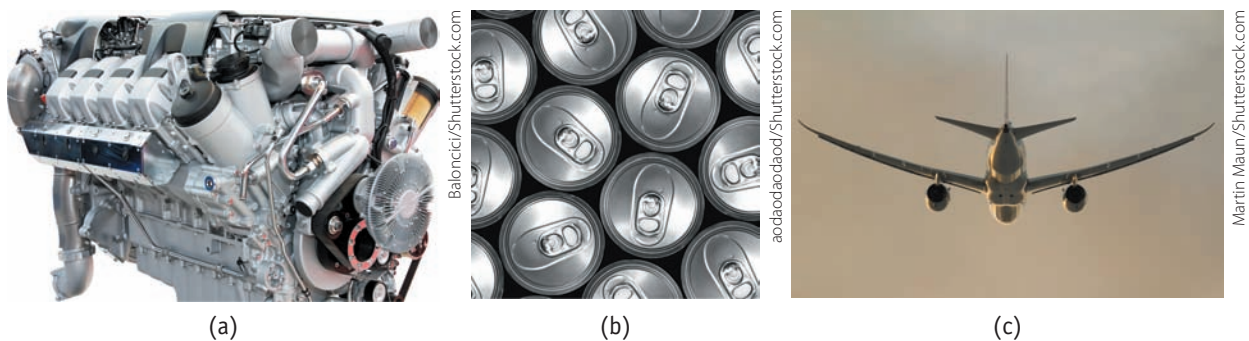 Baloncici/Shutterstock.com
aodaodaodaod/Shutterstock.com
Martin Maun/Shutterstock.com
(a)
(b)
(c)